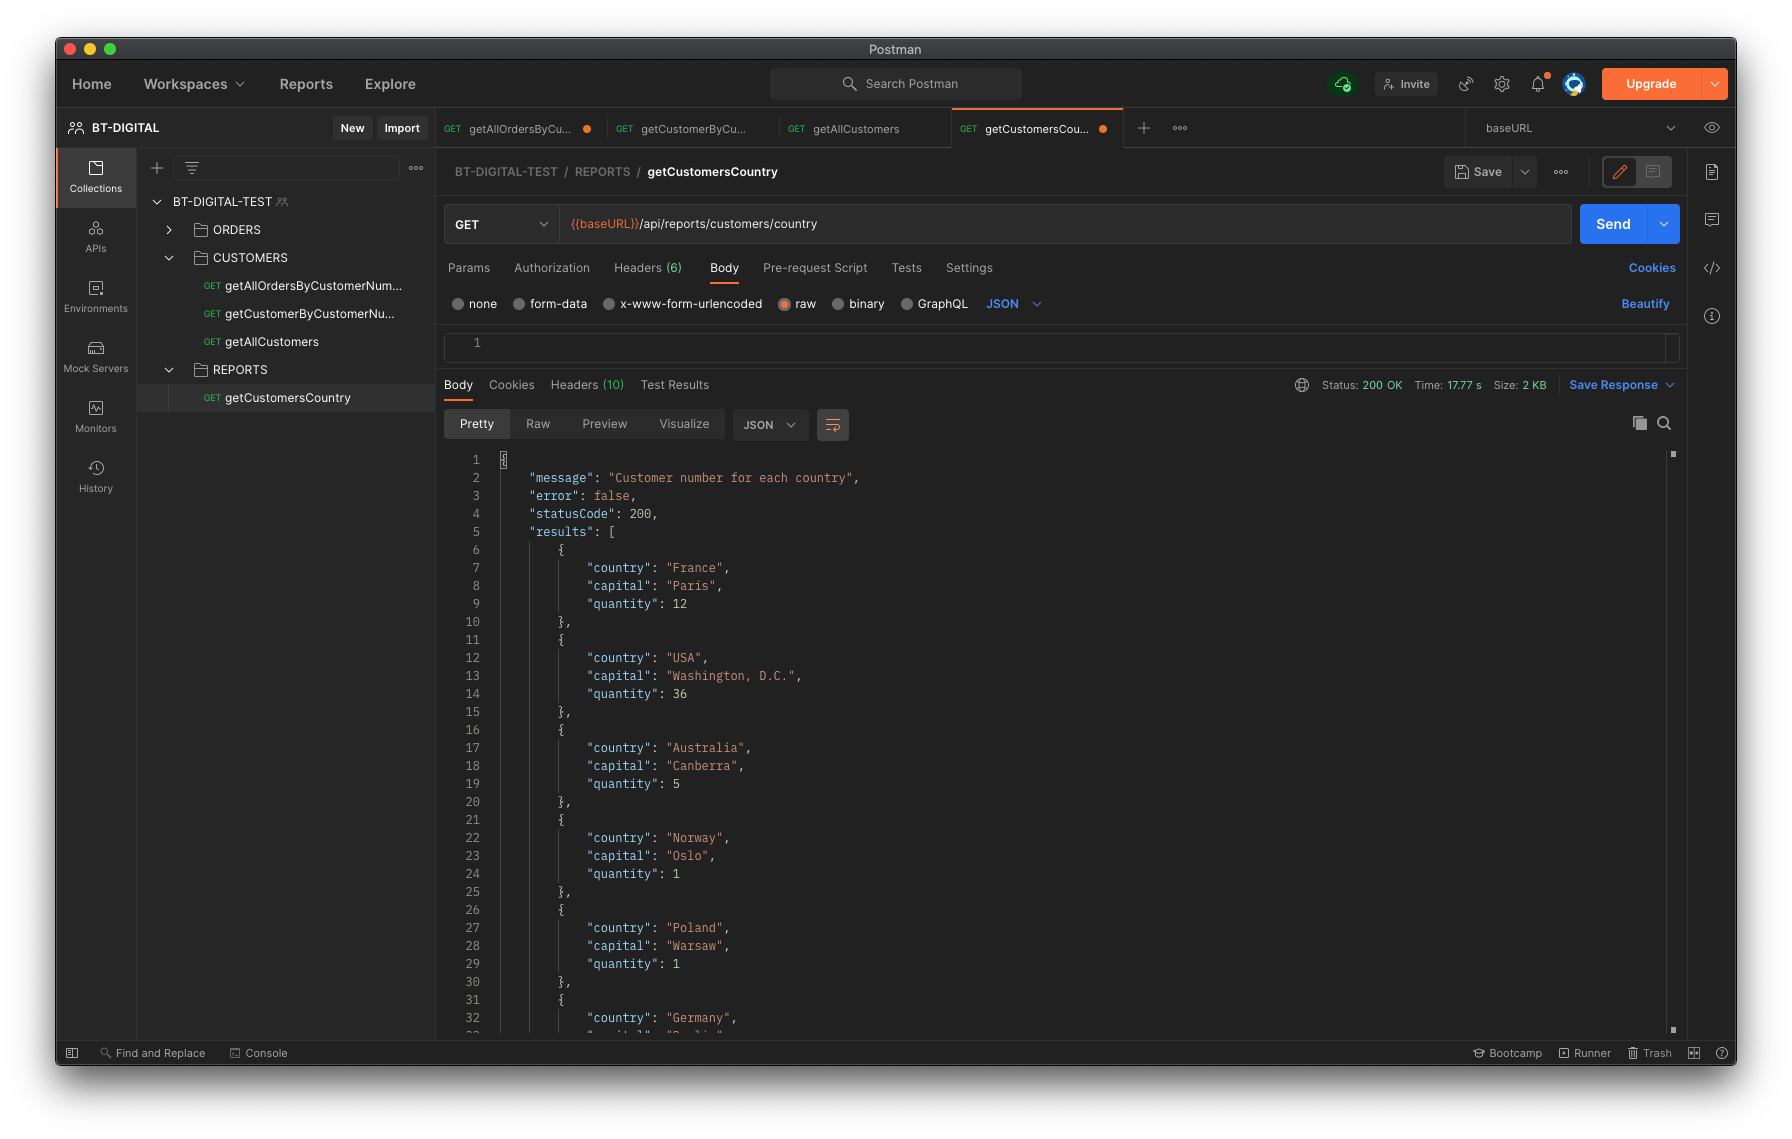 Postman
Home Workspaces Reports Explore Search Postman Invite Upgrade
BT-DIGITAL New Import
GET getAllOrdersByCu... GET getCustomerByCu... GET getAllCustomers GET getCustomersCou... baseURL
Collections
APIs
Environments
Mock Servers
Monitors
History
BT-DIGITAL-TEST
ORDERS
CUSTOMERS
GET getAllOrdersByCustomerNum...
GET getCustomerByCustomerNu...
GET getAllCustomers
REPORTS
GET getCustomersCountry
BT-DIGITAL-TEST / REPORTS / getCustomersCountry Save
GET {{baseURL}}/api/reports/customers/country Send
Params Authorization Headers (6) Body Pre-request Script Tests Settings Cookies
none form-data x-www-form-urlencoded raw binary GraphQL JSON Beautify
1
Body Cookies Headers (10) Test Results Status: 200 OK Time: 17.77 s Size: 2 KB Save Response
Pretty Raw Preview Visualize JSON
1 {
2 "message": "Customer number for each country",
3 "error": false,
4 "statusCode": 200,
5 "results": [
6 {
7 "country": "France",
8 "capital": "Paris",
9 "quantity": 12
10 },
11 {
12 "country": "USA",
13 "capital": "Washington, D.C.",
14 "quantity": 36
15 },
16 {
17 "country": "Australia",
18 "capital": "Canberra",
19 "quantity": 5
20 },
21 {
22 "country": "Norway",
23 "capital": "Oslo",
24 "quantity": 1
25 },
26 {
27 "country": "Poland",
28 "capital": "Warsaw",
29 "quantity": 1
30 },
31 {
32 "country": "Germany",
Find and Replace Console Bootcamp Runner Trash